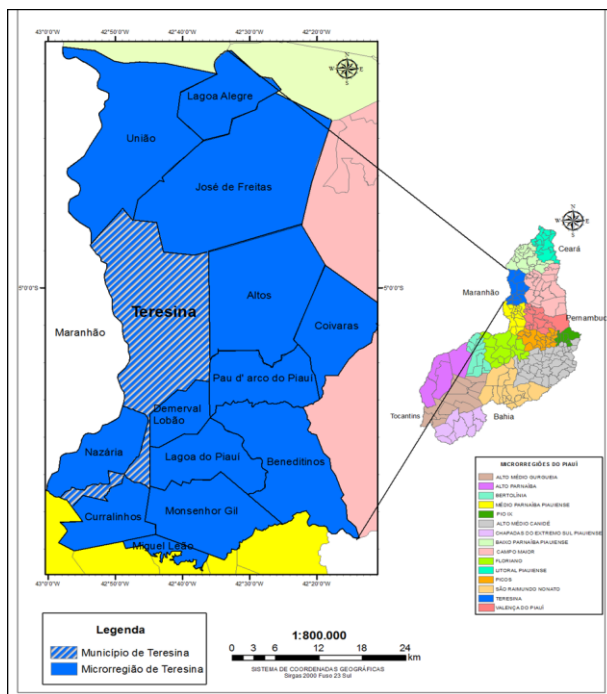 43°0'0"S 42°50'0"S 42°40'0"S 42°30'0"S 42°20'0"S
N
W E
S
Lagoa Alegre
União
José de Freitas
5°0'0"S
Teresina
Altos
Maranhão
Coivaras
Pau d' arco do Piauí
Demerval
Lobão
Nazária
Lagoa do Piauí
Beneditinos
Curralinhos
Monsenhor Gil
Miguel Leão
43°0'0"S 42°50'0"S 42°40'0"S 42°30'0"S 42°20'0"S
N
W E
S
Ceará
Maranhão
Pernambuc
Tocantins
Bahia
5°0'0"S
MICRORREGIÕES DO PIAUÍ
ALTO MÉDIO GURGUEIA
ALTO PARNAÍBA
BERTOLÍNIA
MÉDIO PARNAÍBA PIAUIENSE
PIO IX
ALTO MÉDIO CANIDÉ
CHAPADAS DO EXTREMO SUL PIAUIENSE
BAIXO PARNAÍBA PIAUIENSE
CAMPO MAIOR
FLORIANO
LITORAL PIAUIENSE
PICOS
SÃO RAIMUNDO NONATO
TERESINA
VALENÇA DO PIAUÍ
Legenda
Município de Teresina
Microrregião de Teresina
1:800.000
0 3 6 12 18 24
km
SISTEMA DE COORDENADAS GEOGRÁFICAS
Sirgas 2000 Fuso 23 Sul